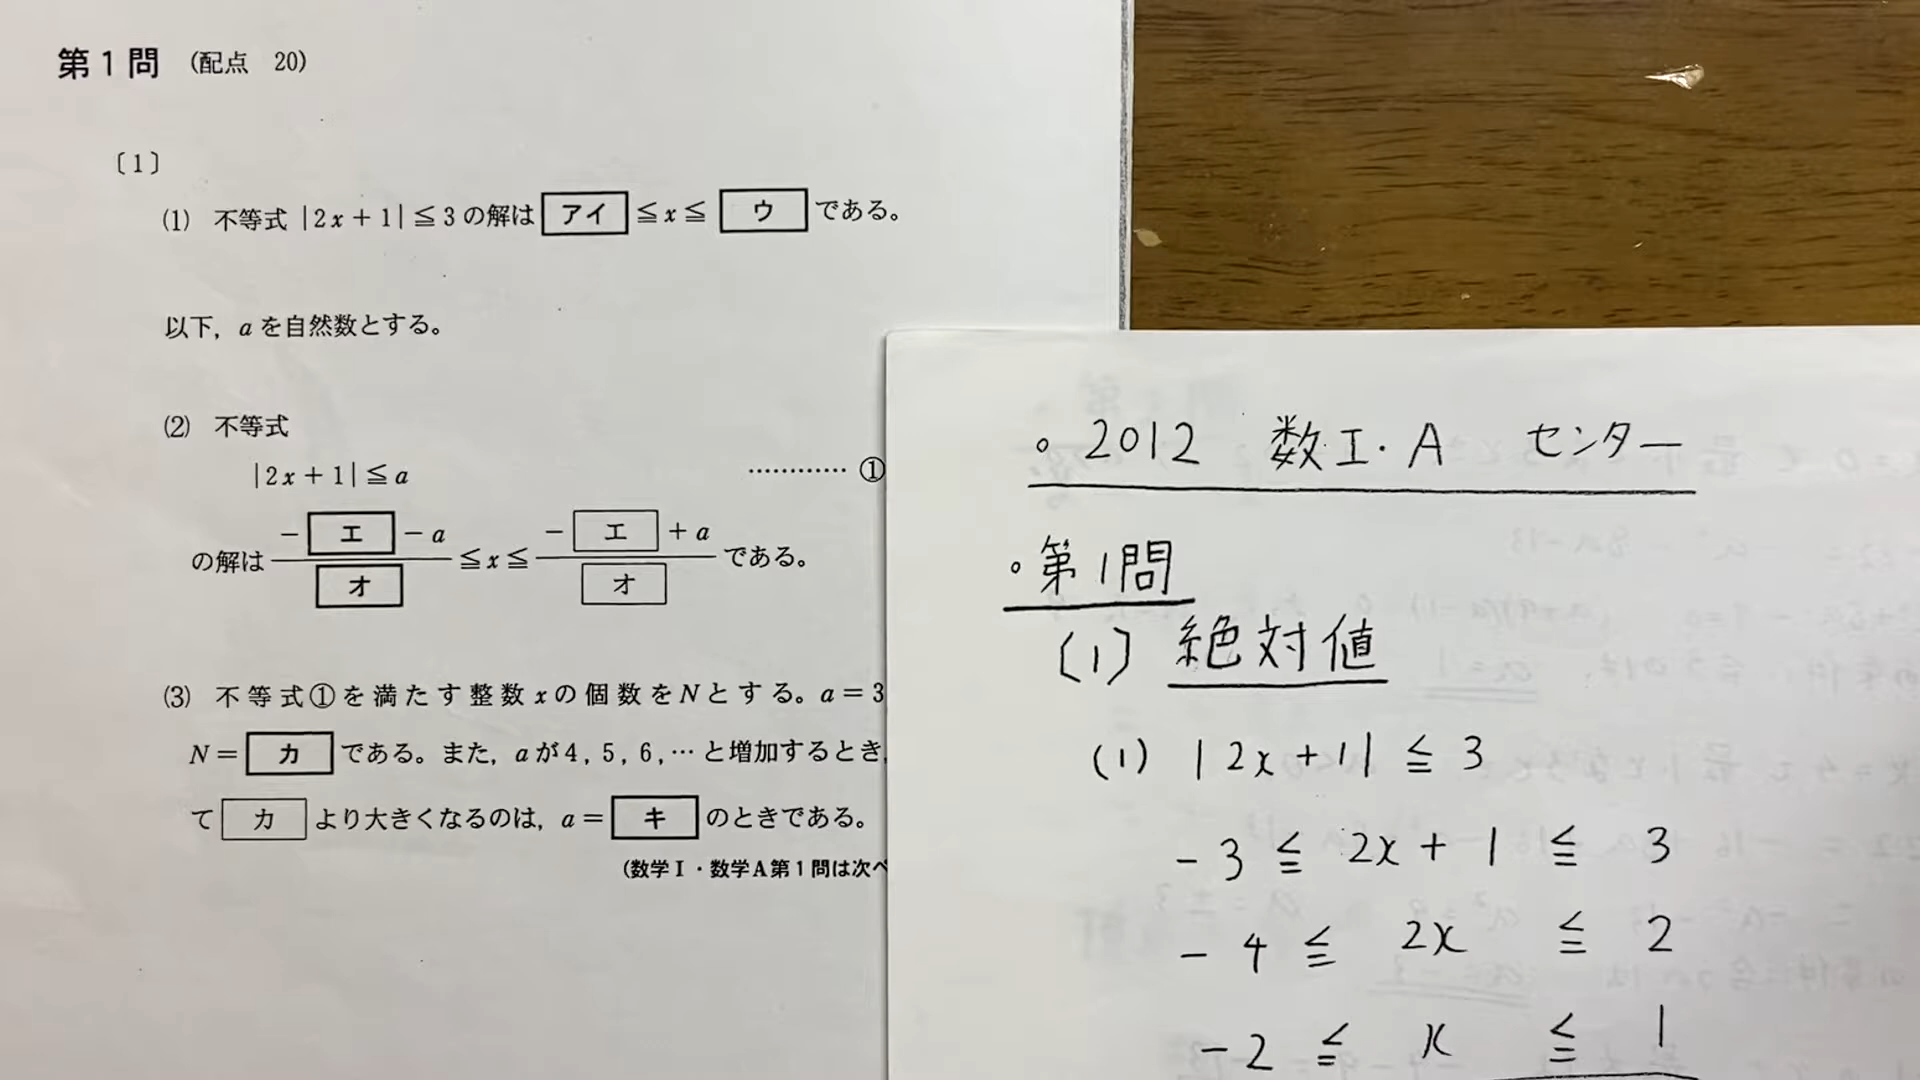 第1問 (配点 20)
〔1〕
(1) 不等式 |2x+1|≦3 の解は アイ ≦x≦ ウ である。
以下, a を自然数とする。
(2) 不等式
|2x+1|≦a …………①
の解は (− エ − a)/オ ≦x≦ (− エ + a)/オ である。
(3) 不等式①を満たす整数 x の個数を N とする。a=3
N= カ である。また, a が 4, 5, 6, … と増加するとき,
て カ より大きくなるのは, a= キ のときである。
(数学Ⅰ・数学A第1問は次ペ
◦ 2012 数I・A センター
◦第1問
〔1〕 絶対値
(1) |2x+1| ≦ 3
-3 ≦ 2x+1 ≦ 3
-4 ≦ 2x ≦ 2
-2 ≦ x ≦ 1